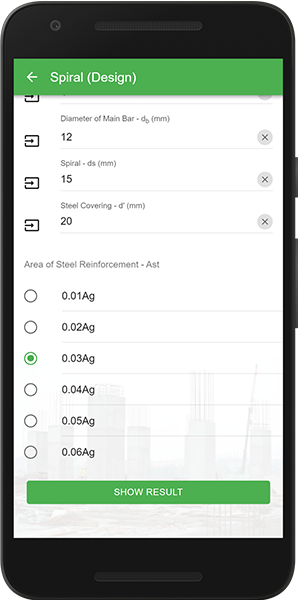 Spiral (Design)
Diameter of Main Bar - db (mm)
12
Spiral - ds (mm)
15
Steel Covering - d' (mm)
20
Area of Steel Reinforcement - Ast
0.01Ag
0.02Ag
0.03Ag
0.04Ag
0.05Ag
0.06Ag
SHOW RESULT